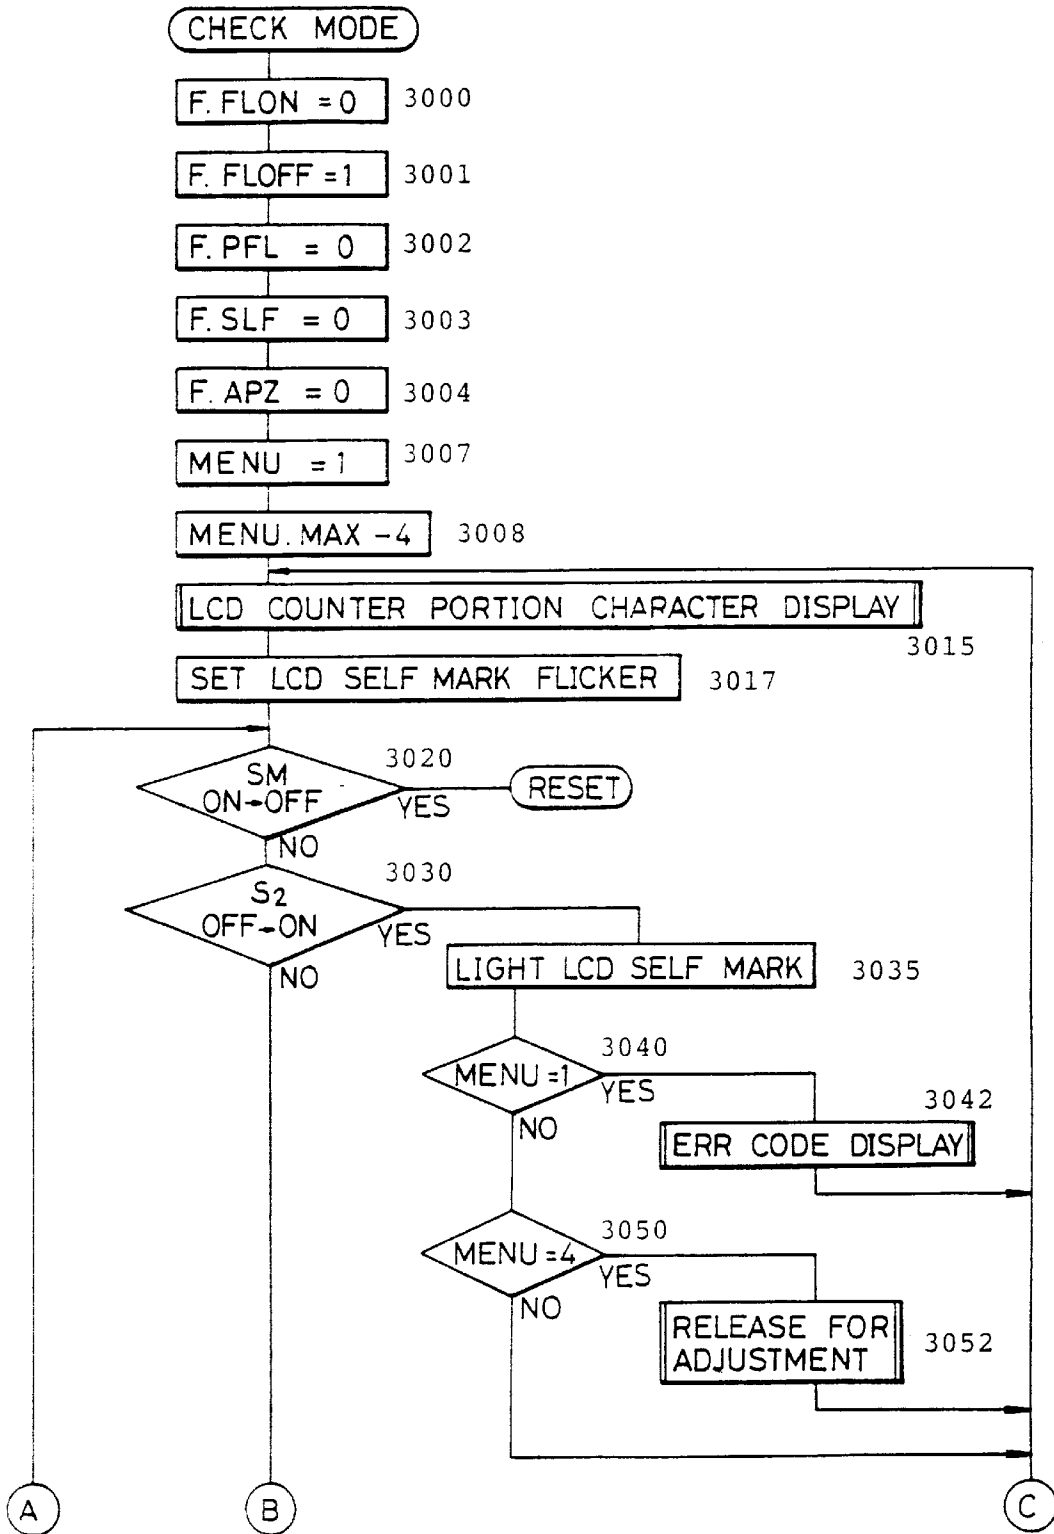 CHECK MODE
F.FLON =0 3000
F.FLOFF =1 3001
F.PFL = 0 3002
F.SLF = 0 3003
F.APZ = 0 3004
MENU =1 3007
MENU.MAX -4 3008
LCD COUNTER PORTION CHARACTER DISPLAY
3015
SET LCD SELF MARK FLICKER 3017
3020
SM
ON→OFF
YES
RESET
NO
3030
S2
OFF→ON
YES
NO
LIGHT LCD SELF MARK 3035
3040
MENU=1
YES
NO
3042
ERR CODE DISPLAY
3050
MENU=4
YES
NO
RELEASE FOR
ADJUSTMENT
3052
A
B
C